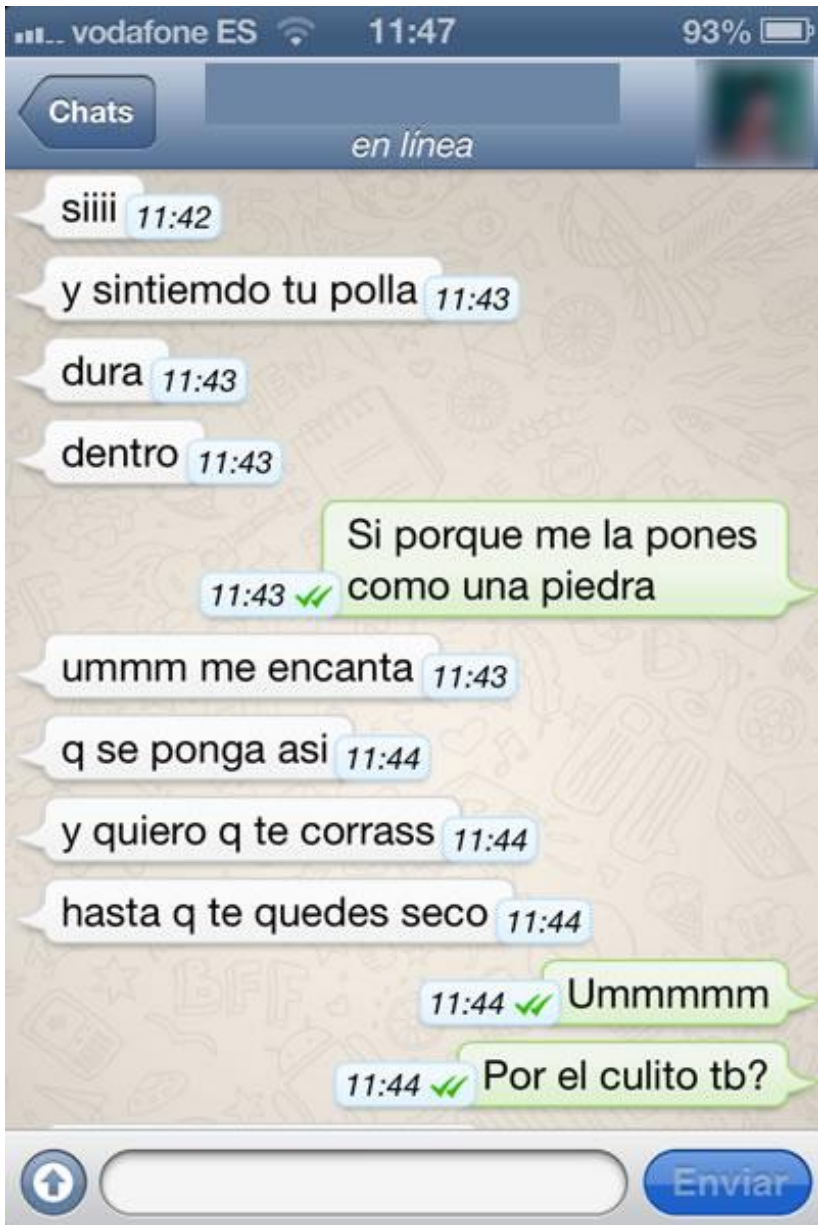 vodafone ES 11:47 93%
Chats
en línea
siiii 11:42
y sintiemdo tu polla 11:43
dura 11:43
dentro 11:43
Si porque me la pones
11:43 como una piedra
ummm me encanta 11:43
q se ponga asi 11:44
y quiero q te corrass 11:44
hasta q te quedes seco 11:44
11:44 Ummmmm
11:44 Por el culito tb?
Enviar